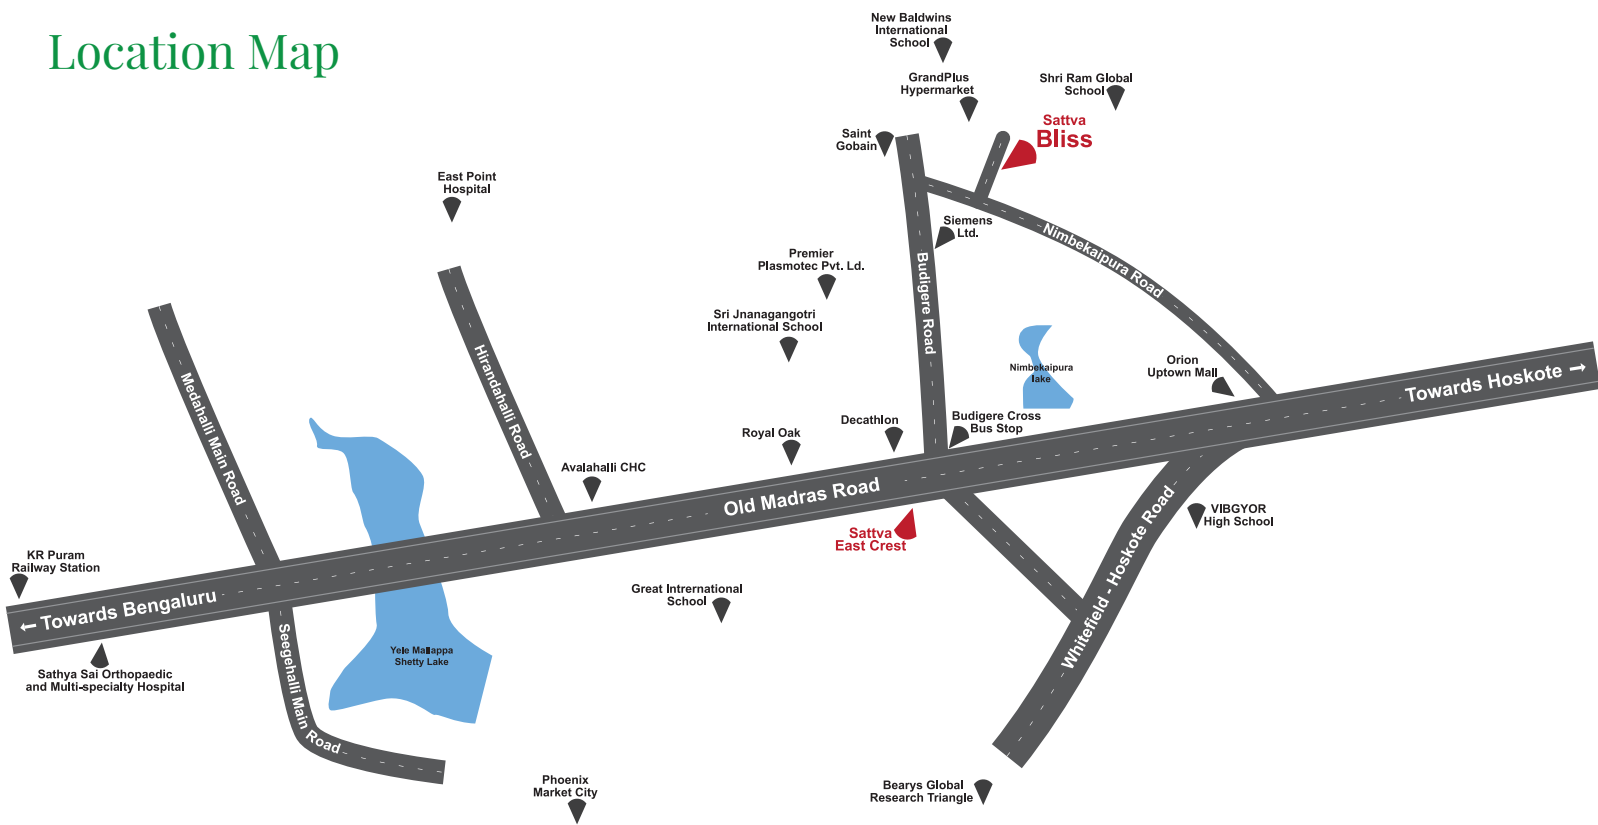 Location Map
New Baldwins
International
School
GrandPlus
Hypermarket
Shri Ram Global
School
Sattva
Bliss
Saint
Gobain
East Point
Hospital
Siemens
Ltd.
Nimbekaipura Road
Premier
Plasmotec Pvt. Ld.
Budigere Road
Sri Jnanagangotri
International School
Hirandahalli Road
Medahalli Main Road
Nimbekaipura
lake
Orion
Uptown Mall
Towards Hoskote →
Royal Oak
Decathlon
Budigere Cross
Bus Stop
Avalahalli CHC
Old Madras Road
Sattva
East Crest
VIBGYOR
High School
Whitefield - Hoskote Road
KR Puram
Railway Station
← Towards Bengaluru
Great Intrernational
School
Seegehalli Main Road
Yele Mallappa
Shetty Lake
Sathya Sai Orthopaedic
and Multi-specialty Hospital
Phoenix
Market City
Bearys Global
Research Triangle